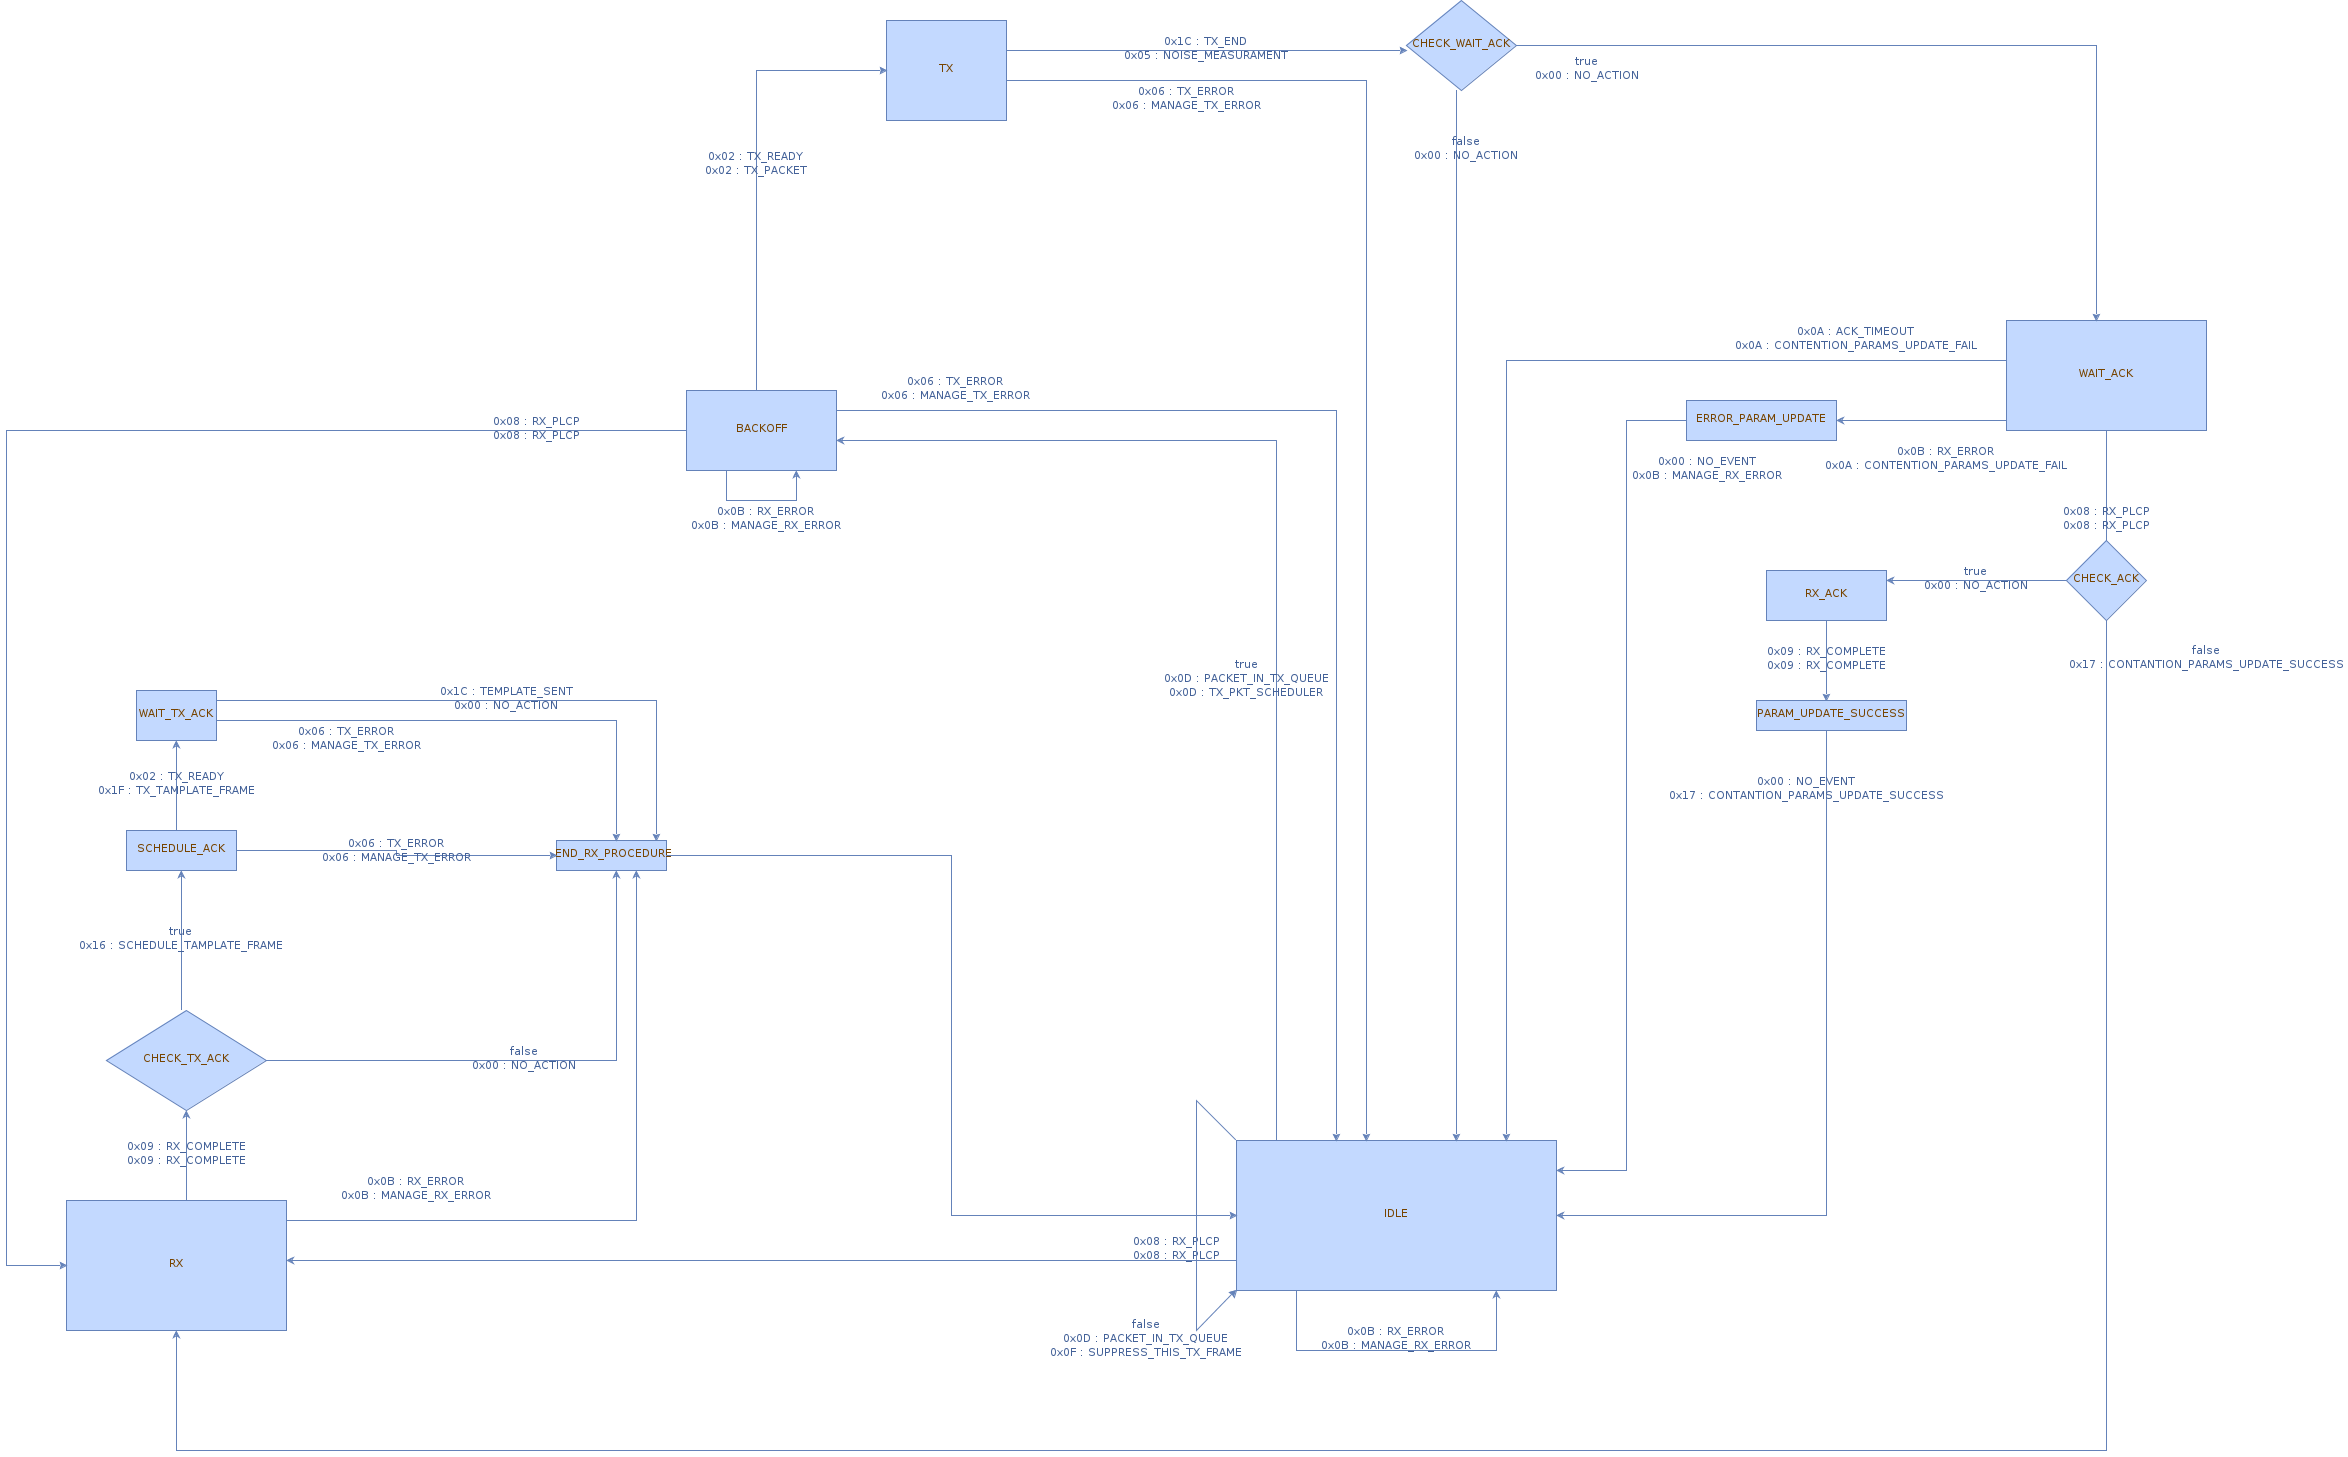 CHECK_WAIT_ACK
0x1C : TX_END
0x05 : NOISE_MEASURAMENT
TX
true
0x00 : NO_ACTION
0x06 : TX_ERROR
0x06 : MANAGE_TX_ERROR
false
0x00 : NO_ACTION
0x02 : TX_READY
0x02 : TX_PACKET
0x0A : ACK_TIMEOUT
0x0A : CONTENTION_PARAMS_UPDATE_FAIL
WAIT_ACK
0x06 : TX_ERROR
0x06 : MANAGE_TX_ERROR
0x08 : RX_PLCP
0x08 : RX_PLCP
BACKOFF
ERROR_PARAM_UPDATE
0x00 : NO_EVENT
0x0B : MANAGE_RX_ERROR
0x0B : RX_ERROR
0x0A : CONTENTION_PARAMS_UPDATE_FAIL
0x0B : RX_ERROR
0x0B : MANAGE_RX_ERROR
0x08 : RX_PLCP
0x08 : RX_PLCP
true
0x00 : NO_ACTION
CHECK_ACK
RX_ACK
0x09 : RX_COMPLETE
0x09 : RX_COMPLETE
false
0x17 : CONTANTION_PARAMS_UPDATE_SUCCESS
true
0x0D : PACKET_IN_TX_QUEUE
0x0D : TX_PKT_SCHEDULER
0x1C : TEMPLATE_SENT
0x00 : NO_ACTION
WAIT_TX_ACK
PARAM_UPDATE_SUCCESS
0x06 : TX_ERROR
0x06 : MANAGE_TX_ERROR
0x02 : TX_READY
0x1F : TX_TAMPLATE_FRAME
0x00 : NO_EVENT
0x17 : CONTANTION_PARAMS_UPDATE_SUCCESS
SCHEDULE_ACK
0x06 : TX_ERROR
0x06 : MANAGE_TX_ERROR
END_RX_PROCEDURE
true
0x16 : SCHEDULE_TAMPLATE_FRAME
CHECK_TX_ACK
false
0x00 : NO_ACTION
0x09 : RX_COMPLETE
0x09 : RX_COMPLETE
0x0B : RX_ERROR
0x0B : MANAGE_RX_ERROR
IDLE
0x08 : RX_PLCP
0x08 : RX_PLCP
RX
false
0x0D : PACKET_IN_TX_QUEUE
0x0F : SUPPRESS_THIS_TX_FRAME
0x0B : RX_ERROR
0x0B : MANAGE_RX_ERROR